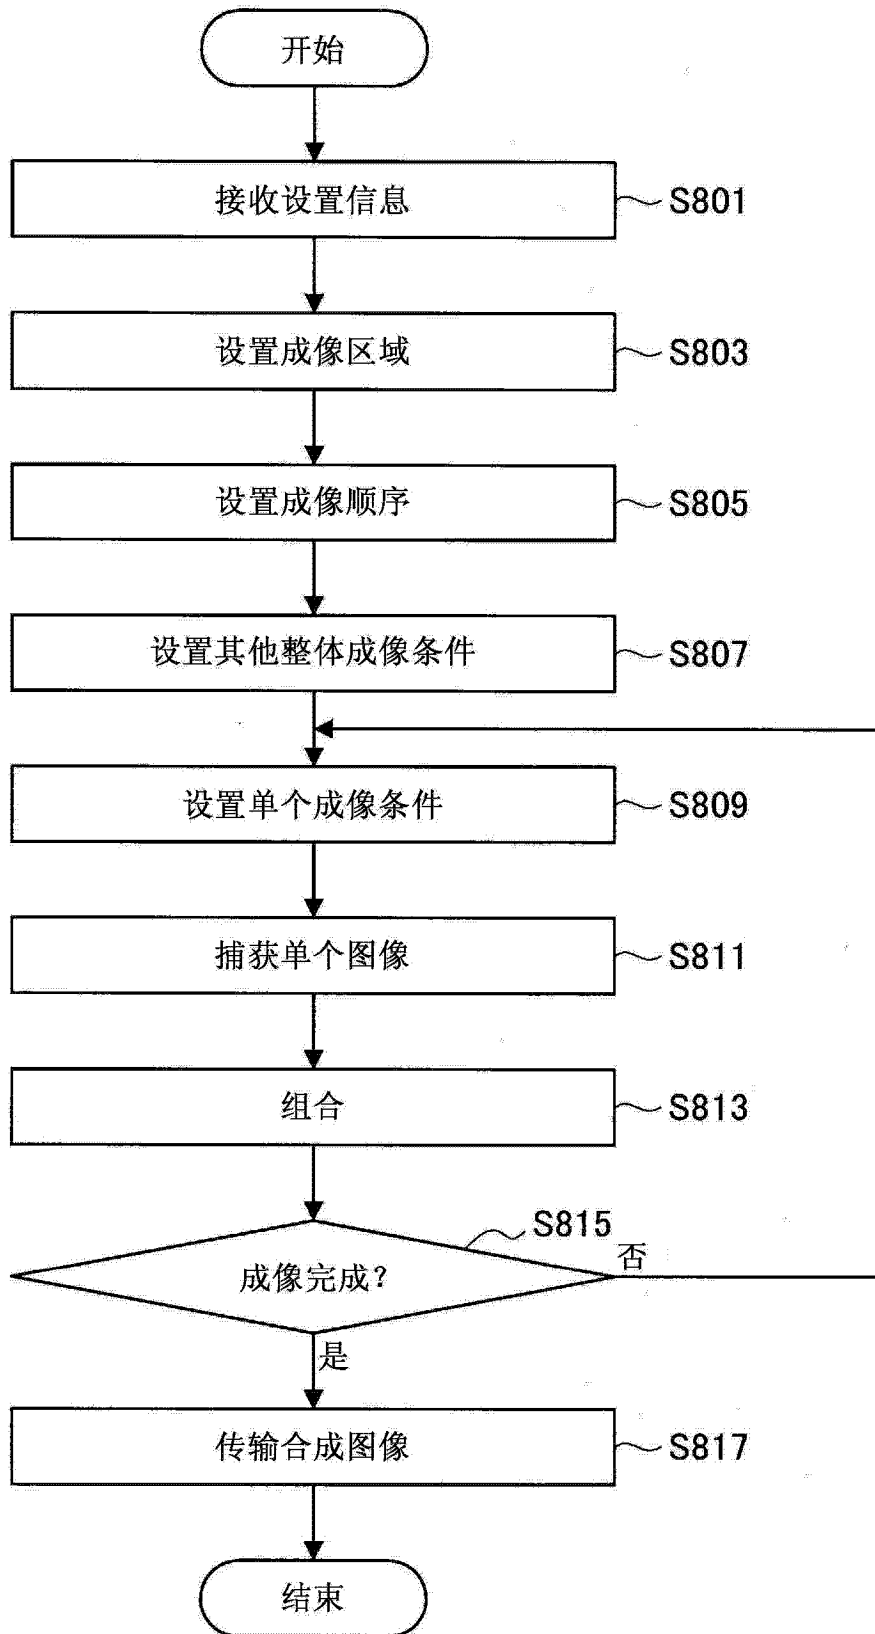 开始
接收设置信息 S801
设置成像区域 S803
设置成像顺序 S805
设置其他整体成像条件 S807
设置单个成像条件 S809
捕获单个图像 S811
组合 S813
S815
成像完成? 否
是
传输合成图像 S817
结束